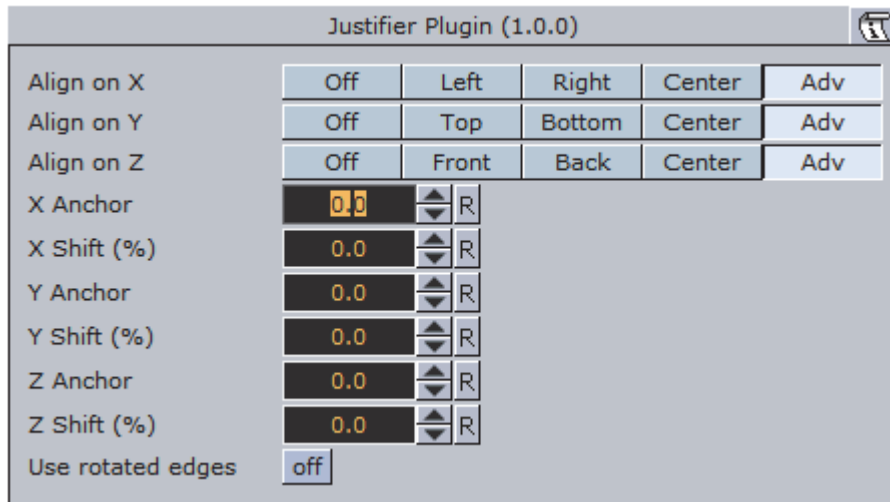 Justifier Plugin (1.0.0)
Align on X Off Left Right Center Adv
Align on Y Off Top Bottom Center Adv
Align on Z Off Front Back Center Adv
X Anchor 0.0 R
X Shift (%) 0.0 R
Y Anchor 0.0 R
Y Shift (%) 0.0 R
Z Anchor 0.0 R
Z Shift (%) 0.0 R
Use rotated edges off